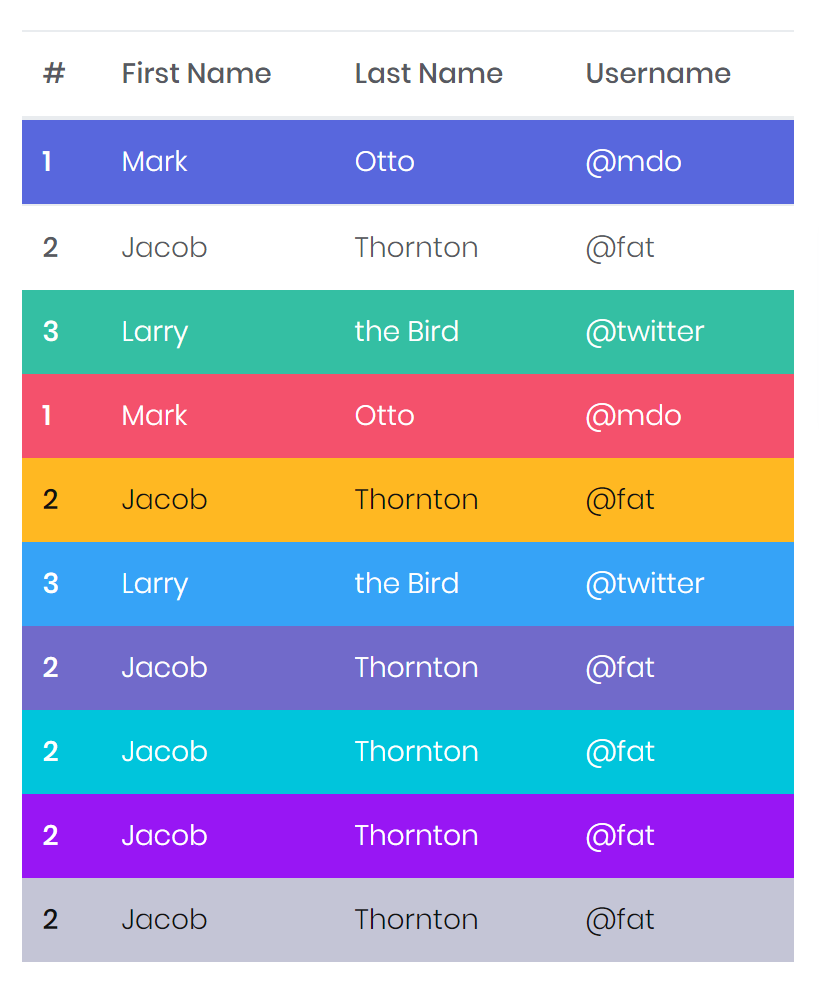 # First Name Last Name Username
1 Mark Otto @mdo
2 Jacob Thornton @fat
3 Larry the Bird @twitter
1 Mark Otto @mdo
2 Jacob Thornton @fat
3 Larry the Bird @twitter
2 Jacob Thornton @fat
2 Jacob Thornton @fat
2 Jacob Thornton @fat
2 Jacob Thornton @fat